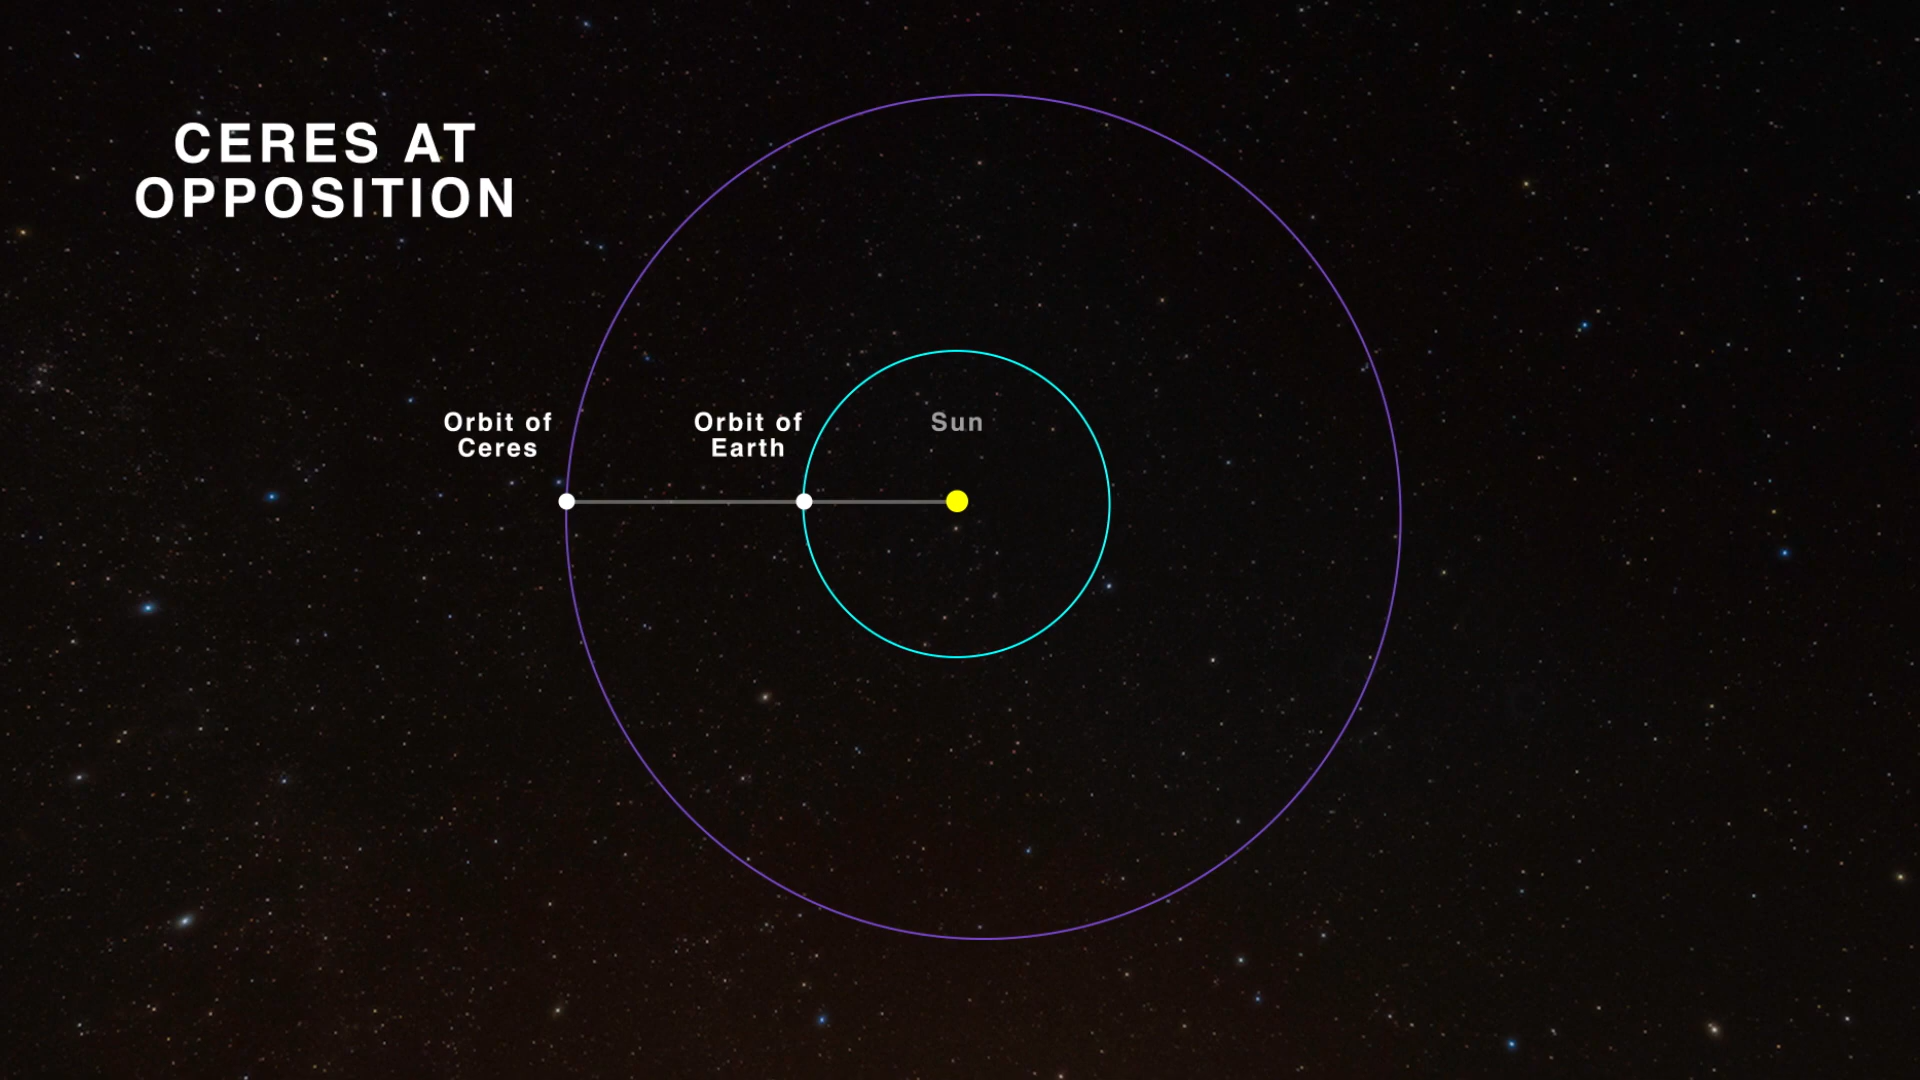 CERES AT
OPPOSITION
Orbit of
Ceres
Orbit of
Earth
Sun